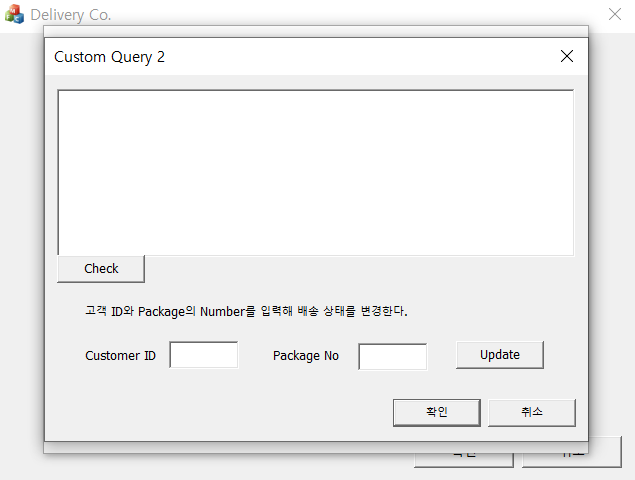 Delivery Co.
Custom Query 2
Check
고객 ID와 Package의 Number를 입력해 배송 상태를 변경한다.
Customer ID Package No Update
확인 취소